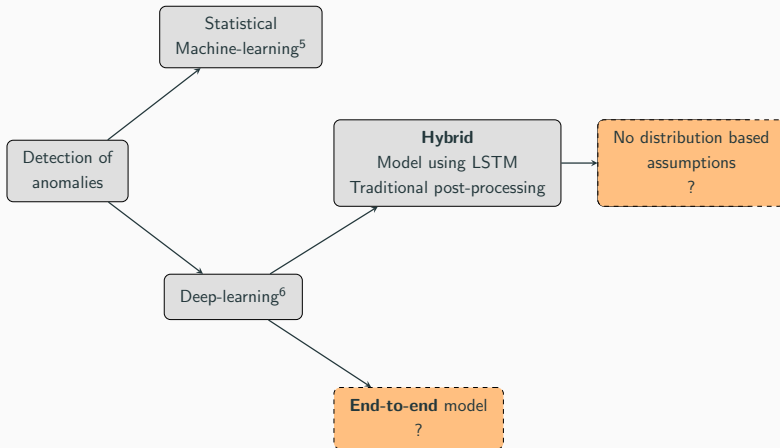 Statistical
Machine-learning⁵
Detection of
anomalies
Hybrid
Model using LSTM
Traditional post-processing
No distribution based
assumptions
?
Deep-learning⁶
End-to-end model
?